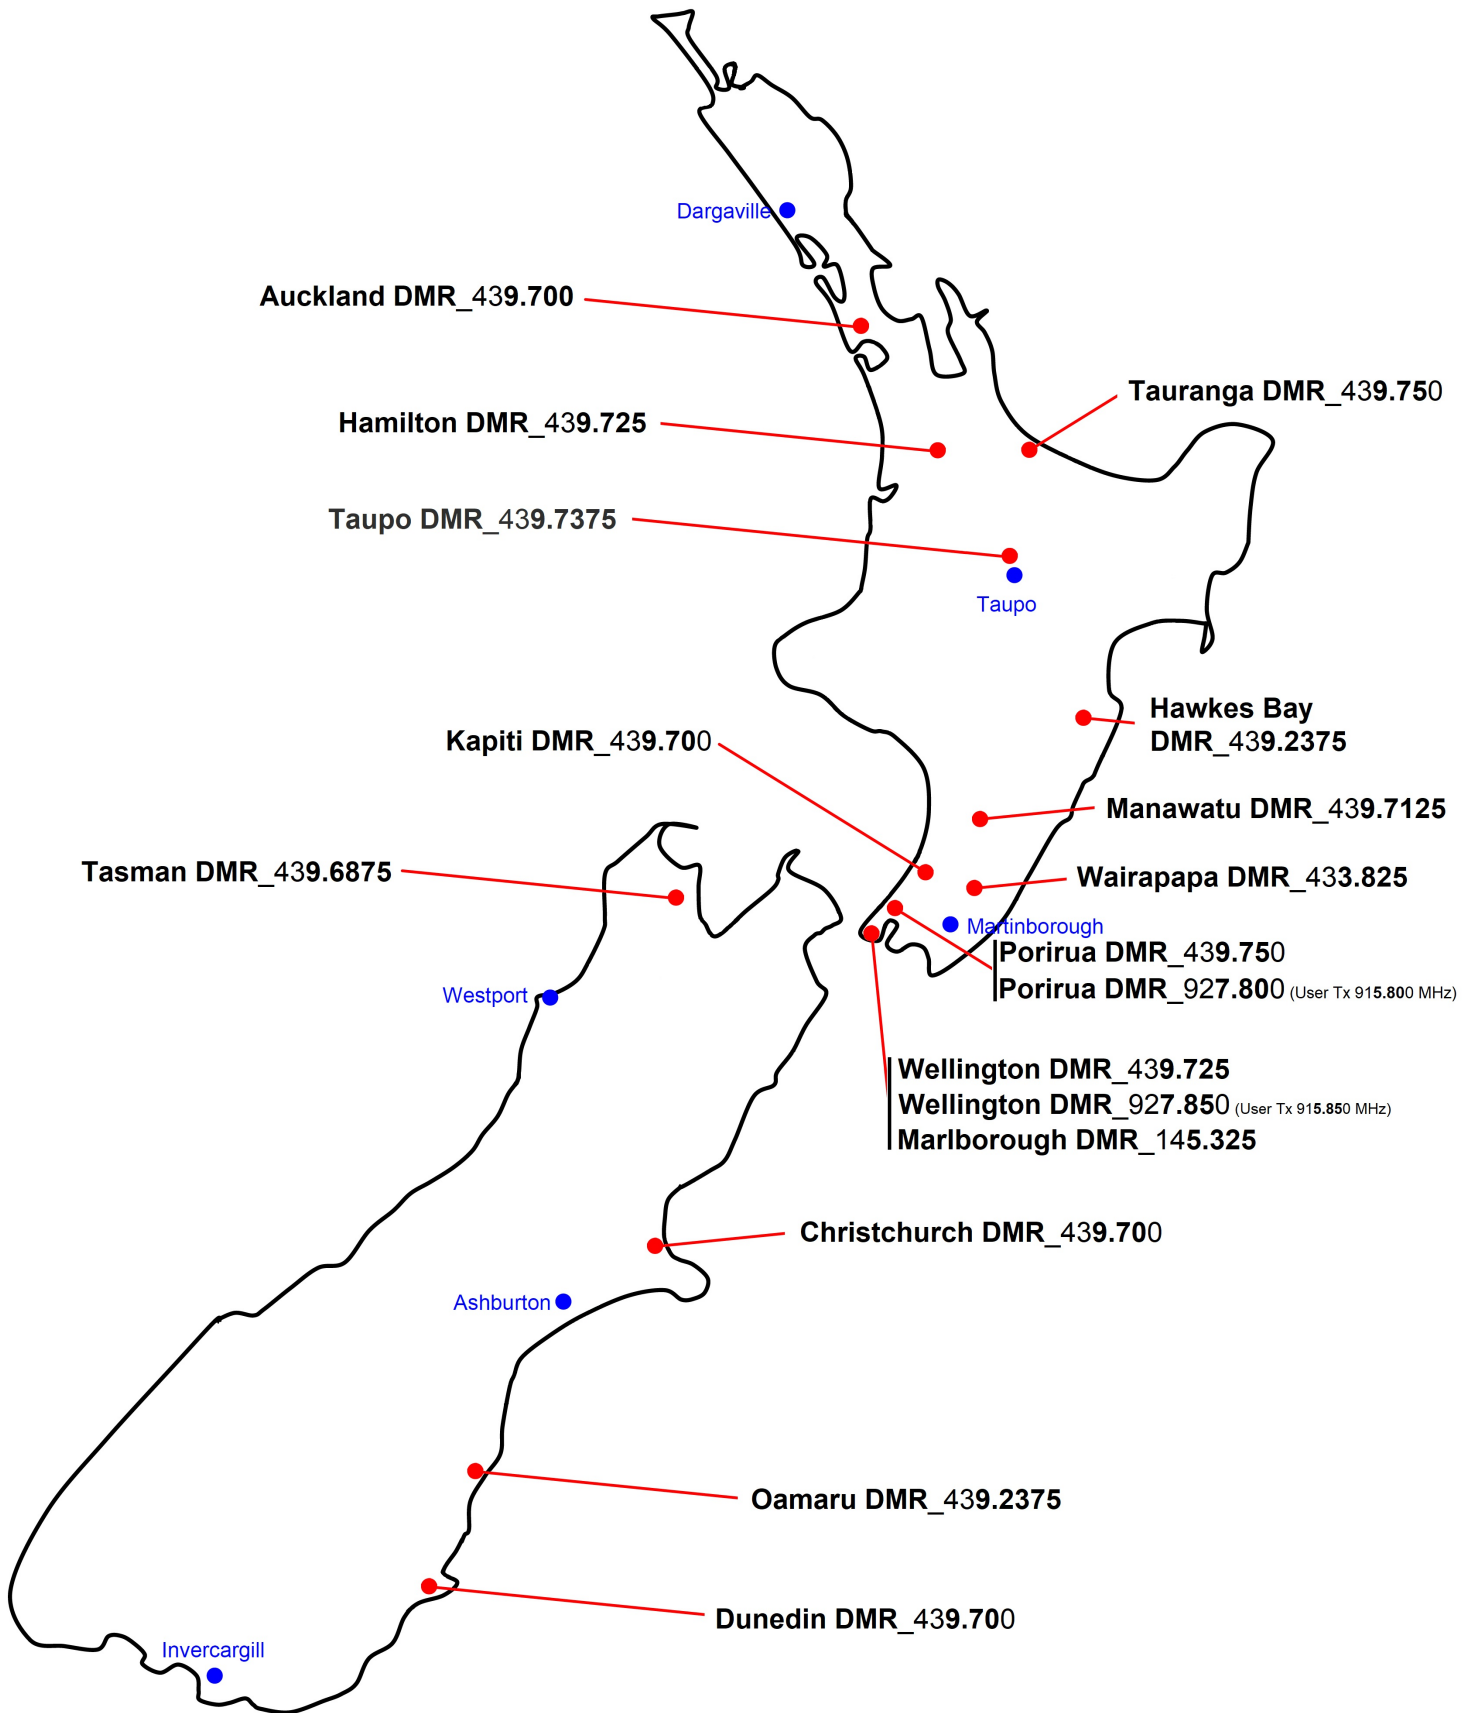 Dargaville
Auckland DMR_439.700
Tauranga DMR_439.750
Hamilton DMR_439.725
Taupo DMR_439.7375
Taupo
Hawkes Bay
DMR_439.2375
Kapiti DMR_439.700
Manawatu DMR_439.7125
Tasman DMR_439.6875
Wairapapa DMR_433.825
Martinborough
Porirua DMR_439.750
Porirua DMR_927.800 (User Tx 915.800 MHz)
Westport
Wellington DMR_439.725
Wellington DMR_927.850 (User Tx 915.850 MHz)
Marlborough DMR_145.325
Christchurch DMR_439.700
Ashburton
Oamaru DMR_439.2375
Dunedin DMR_439.700
Invercargill